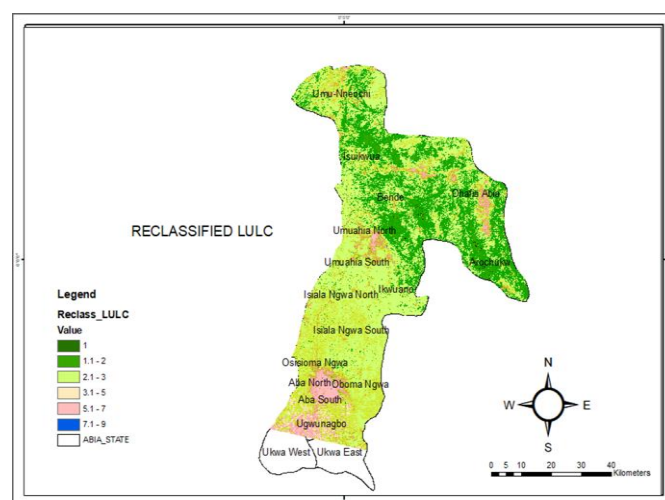 Umu-Nneochi
Isuikwua
Bende
Ohafia Abia
RECLASSIFIED LULC
Umuahia North
Umuahia South
Arochukw
Ikwuano
Isiala Ngwa North
Isiala Ngwa South
Osisioma Ngwa
Aba North
Oboma Ngwa
Aba South
Ugwunagbo
Ukwa West
Ukwa East
Legend
Reclass_LULC
Value
1
1.1 - 2
2.1 - 3
3.1 - 5
5.1 - 7
7.1 - 9
ABIA_STATE
N
W
E
S
0 5 10 20 30 40
Kilometers